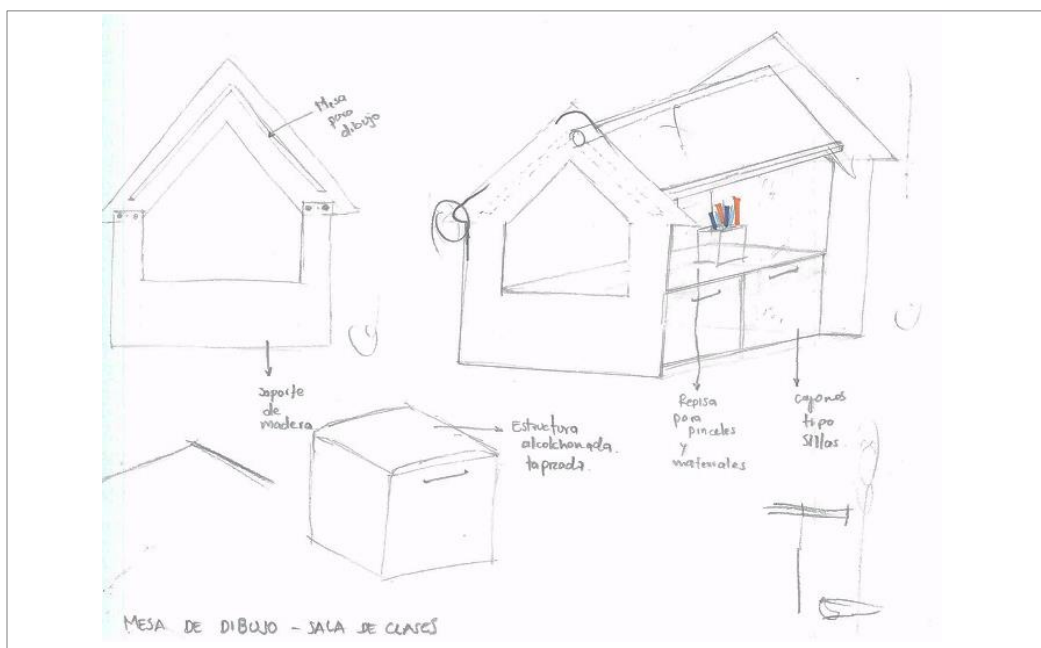 Mesa
para
dibujo
soporte
de
madera
Estructura
alcolchonada.
tapizada.
Repisa
para
pinceles
y
materiales
cajones
tipo
sillas.
MESA DE DIBUJO - SALA DE CLASES